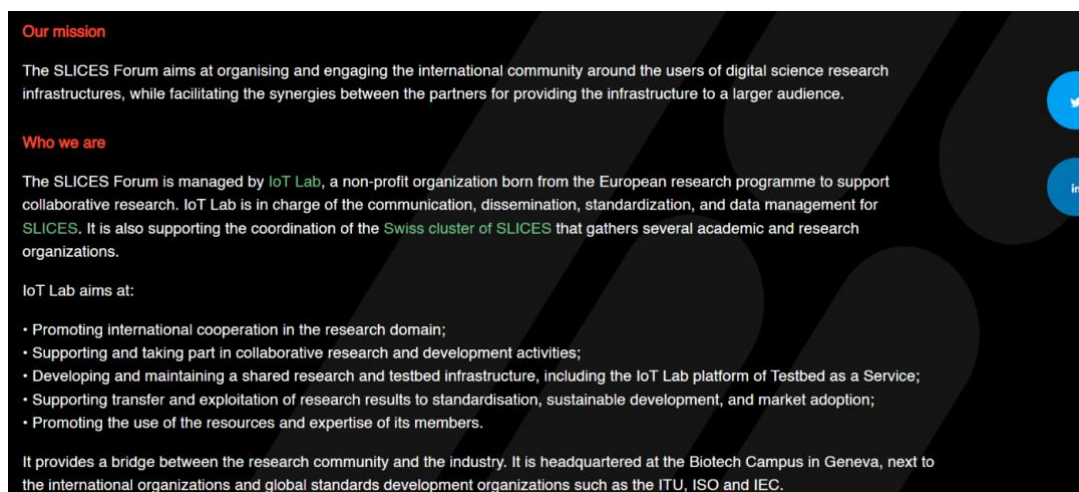 Our mission
The SLICES Forum aims at organising and engaging the international community around the users of digital science research
infrastructures, while facilitating the synergies between the partners for providing the infrastructure to a larger audience.
Who we are
The SLICES Forum is managed by IoT Lab, a non-profit organization born from the European research programme to support
collaborative research. IoT Lab is in charge of the communication, dissemination, standardization, and data management for
SLICES. It is also supporting the coordination of the Swiss cluster of SLICES that gathers several academic and research
organizations.
IoT Lab aims at:
• Promoting international cooperation in the research domain;
• Supporting and taking part in collaborative research and development activities;
• Developing and maintaining a shared research and testbed infrastructure, including the IoT Lab platform of Testbed as a Service;
• Supporting transfer and exploitation of research results to standardisation, sustainable development, and market adoption;
• Promoting the use of the resources and expertise of its members.
It provides a bridge between the research community and the industry. It is headquartered at the Biotech Campus in Geneva, next to
the international organizations and global standards development organizations such as the ITU, ISO and IEC.
in